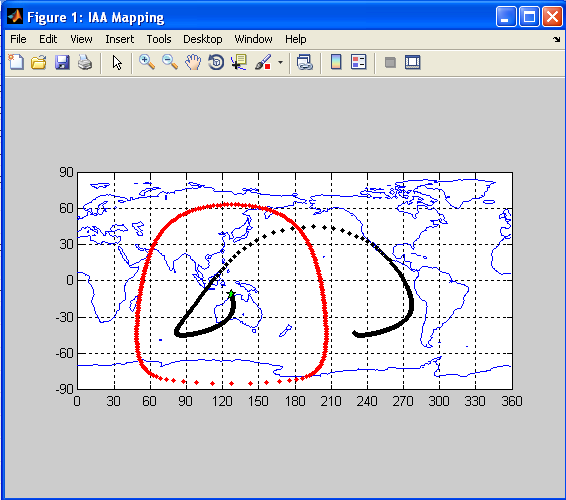 Figure 1: IAA Mapping
File Edit View Insert Tools Desktop Window Help
90
60
30
0
-30
-60
-90
0 30 60 90 120 150 180 210 240 270 300 330 360